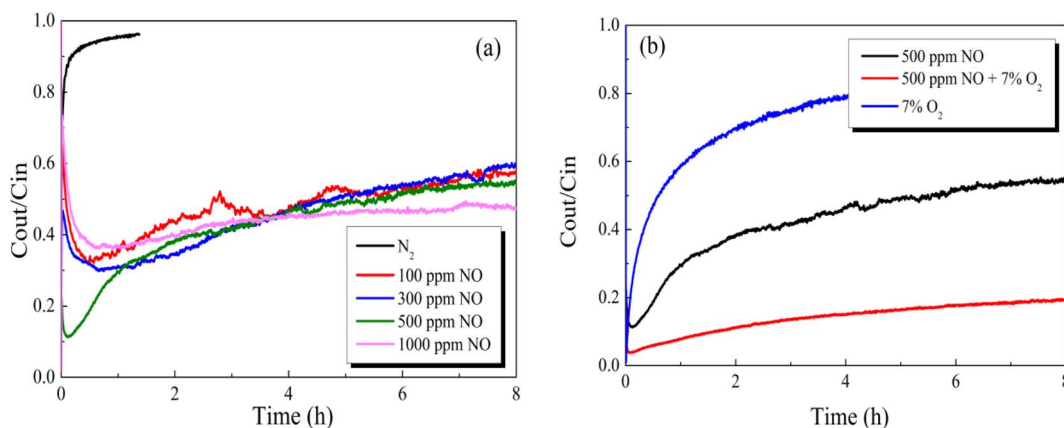 (a)
Cout/Cin
1.0
0.8
0.6
0.4
0.2
0.0
0
2
4
6
8
Time (h)
N₂
100 ppm NO
300 ppm NO
500 ppm NO
1000 ppm NO
(b)
Cout/Cin
1.0
0.8
0.6
0.4
0.2
0.0
0
2
4
6
8
Time (h)
500 ppm NO
500 ppm NO + 7% O₂
7% O₂